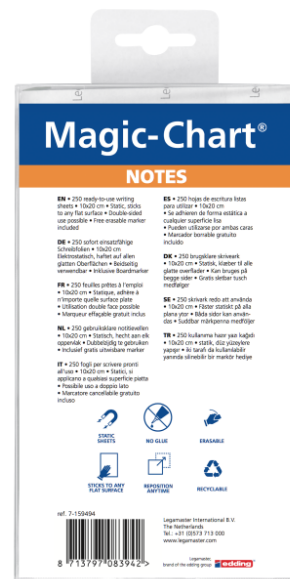 Le
Le
Le
Magic-Chart®
NOTES
EN • 250 ready-to-use writing
sheets • 10x20 cm • Static, sticks
to any flat surface • Double-sided
use possible • Free erasable marker
included
DE • 250 sofort einsatzfähige
Schreibfolien • 10x20 cm
Elektrostatisch, haftet auf allen
glatten Oberflächen • Beidseitig
verwendbar • Inklusive Boardmarker
FR • 250 feuilles prêtes à l'emploi
• 10x20 cm • Statique, adhère à
n'importe quelle surface plate
• Utilisation double face possible
• Marqueur effaçable gratuit inclus
NL • 250 gebruiksklare notitievellen
• 10x20 cm • Statisch, hecht aan elk
oppervlak • Dubbelzijdig te gebruiken
• Inclusief gratis uitwisbare marker
IT • 250 fogli per scrivere pronti
all'uso • 10x20 cm • Static, si
applicano a quaisasi superficie piatta
• Possibile uso a doppio lato
• Marcatore cancellabile gratuito
incluso
ES • 250 hojas de escritura listas
para utilizar • 10x20 cm
• Se adhieren de forma estática a
cualquier superficie lisa
• Pueden utilizarse por ambas caras
• Marcador borrable gratuito
incluido
DK • 250 brugsklare skriveark
• 10x20 cm • Statisk, klæber til alle
glatte overflader • Kan bruges på
begge sider • Gratis sletbar tusch
medfølger
SE • 250 skrivark redo att använda
• 10x20 cm • Fäster statiskt på alla
plana ytor • Båda sidor kan använ-
das • Suddbar märkpenna medföljer
TR • 250 kullanıma hazır yazı kağıdı
• 10x20 cm • statik, düz yüzeylere
yapışır • iki tarafı da kullanılabilir
yanında silinebilir bir markör hediye
STATIC
SHEETS
NO GLUE
ERASABLE
STICKS TO ANY
FLAT SURFACE
REPOSITION
ANYTIME
RECYCLABLE
ref. 7-159494
8 713797 083942 >
Legamaster International B.V.
The Netherlands
Tel.: +31 (0)573 713 000
www.legamaster.com
Legamaster,
brand of the edding group
edding